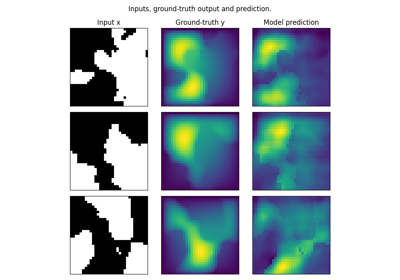 Inputs, ground-truth output and prediction.
Input x
Ground-truth y
Model prediction